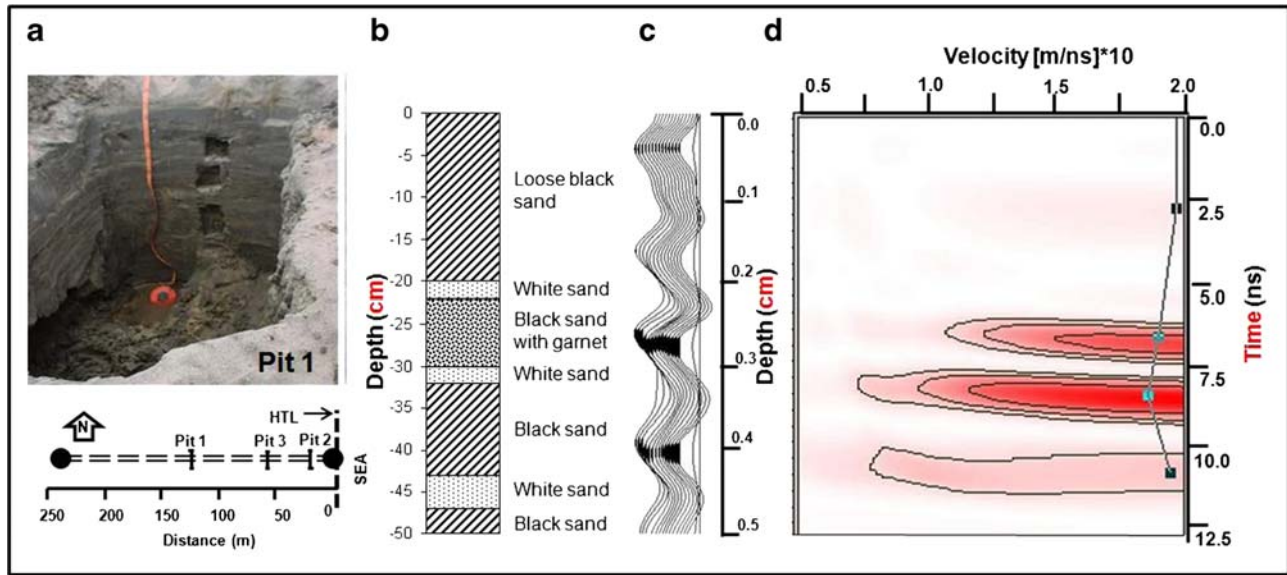 a
Pit 1
N
HTL →
Pit 1
Pit 3
Pit 2
SEA
250
200
150
100
50
0
Distance (m)
b
Depth (cm)
0
-5
-10
-15
-20
-25
-30
-35
-40
-45
-50
Loose black
sand
White sand
Black sand
with garnet
White sand
Black sand
White sand
Black sand
c
0.0
0.1
0.2
0.3
0.4
0.5
Depth (cm)
d
Velocity [m/ns]*10
0.5
1.0
1.5
2.0
0.0
2.5
5.0
7.5
10.0
12.5
Time (ns)